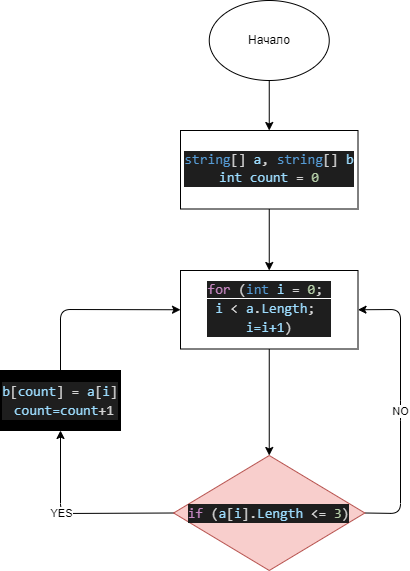 Начало
string[] a, string[] b
int count = 0
for (int i = 0;
i < a.Length;
i=i+1)
b[count] = a[i]
count=count+1
NO
if (a[i].Length <= 3)
YES